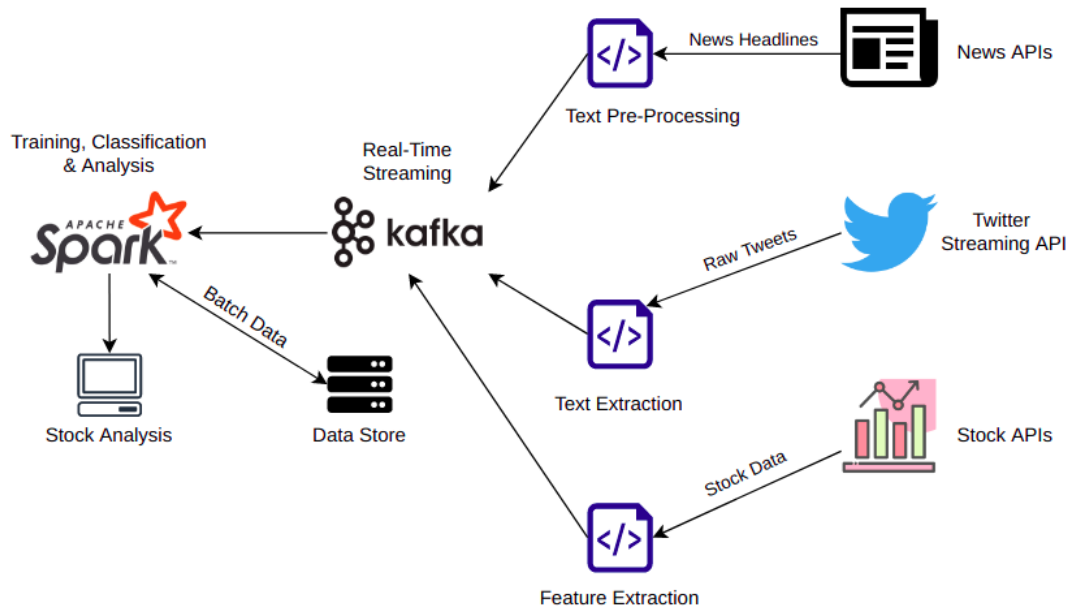 News Headlines
News APIs
Text Pre-Processing
Training, Classification
& Analysis
Real-Time
Streaming
APACHE
Spark
TM
kafka
Raw Tweets
Twitter
Streaming API
Batch Data
</>
</>
</>
Text Extraction
Stock Analysis
Data Store
Stock APIs
Stock Data
Feature Extraction